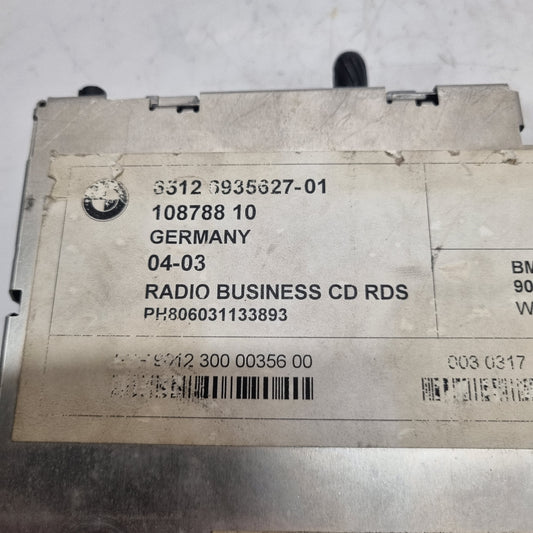 6935627-01
108788 10
GERMANY
04-03
RADIO BUSINESS CD RDS
PH806031133893
9012 300 00356 00
003 0317
BM
90
W